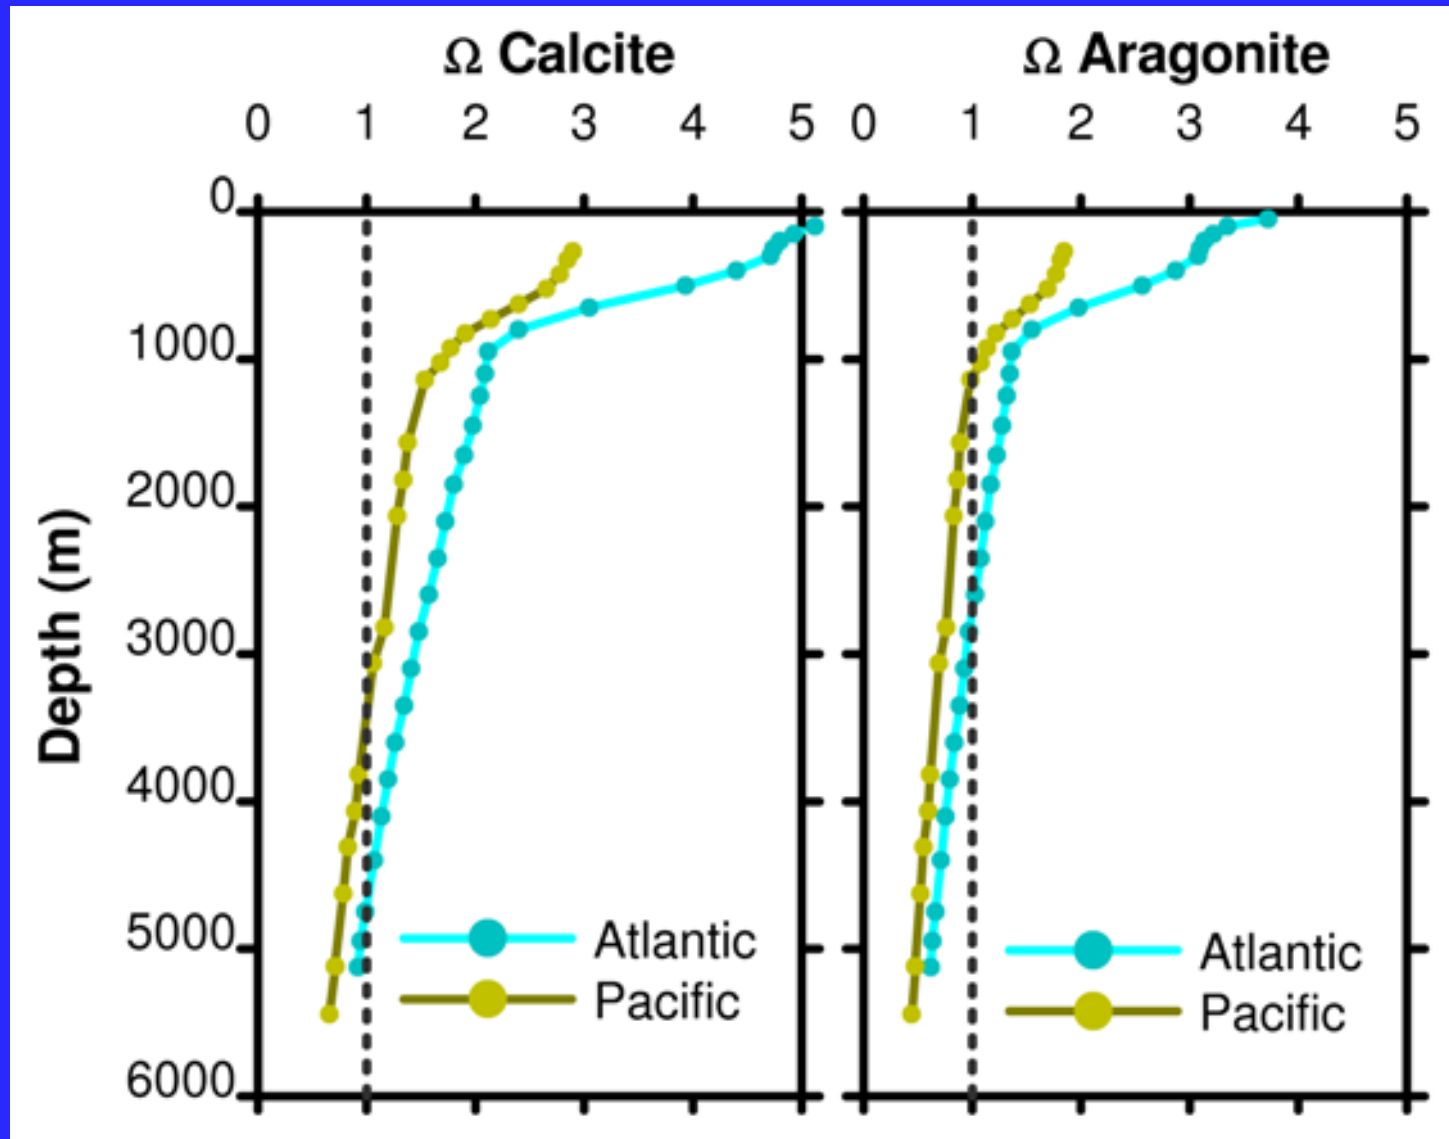 Ω Calcite
Ω Aragonite
0 1 2 3 4 5
0 1 2 3 4 5
Depth (m)
0
1000
2000
3000
4000
5000
6000
Atlantic
Pacific
Atlantic
Pacific